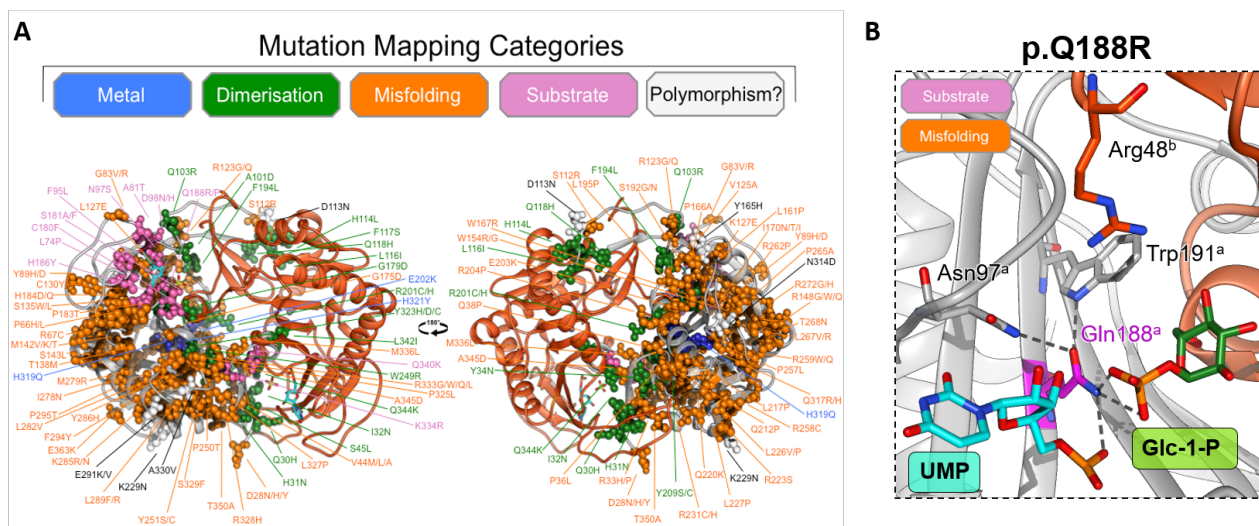 A
Mutation Mapping Categories
Metal
Dimerisation
Misfolding
Substrate
Polymorphism?
G83V/R
Q103R
R123G/Q
A101D
F194L
F95L
N97S
A81T
D98N/H
Q188R/P
S112R
D113N
L127E
S181A/F
C180F
L74P
H186Y
Y89H/D
C130Y
H184D/Q
S135W/L
P183T
P66H/L
R67C
M142V/K/T
S143L
T138M
H319Q
M279R
I278N
P295T
Y286H
L282V
F294Y
E363K
K285R/N
E291K/V
A330V
P250T
K229N
S329F
L289F/R
Y251S/C
T350A
R328H
D28N/H/Y
H31N
Q30H
L327P
V44M/L/A
S45L
I32N
K334R
Q344K
P325L
A345D
R333G/W/Q/L
Q340K
W249R
M336L
L342I
Y323H/D/C
H321Y
R201C/H
E202K
G175D
G179D
L116I
Q118H
F117S
H114L
180°
R123G/Q
G83V/R
F194L
Q103R
S112R
D113N
L195P
S192G/N
V125A
Q118H
P166A
Y165H
W167R
H114L
K127E
L161P
I170N/T/I
W154R/G
L116I
R262P
Y89H/D
E203K
P265A
R204P
N314D
R201C/H
R272G/H
Q38P
R148G/W/Q
T268N
L267V/R
M336L
A345D
R259W/Q
Y34N
P257L
Q317R/H
H319Q
L217P
Q212P
R258C
Q344K
I32N
L226V/P
Q30H
H31N
Q220K
K229N
R223S
P36L
R33H/P
Y209S/C
L227P
D28N/H/Y
R231C/H
T350A
B
p.Q188R
Substrate
Misfolding
Arg48b
Trp191a
Asn97a
Gln188a
UMP
Glc-1-P